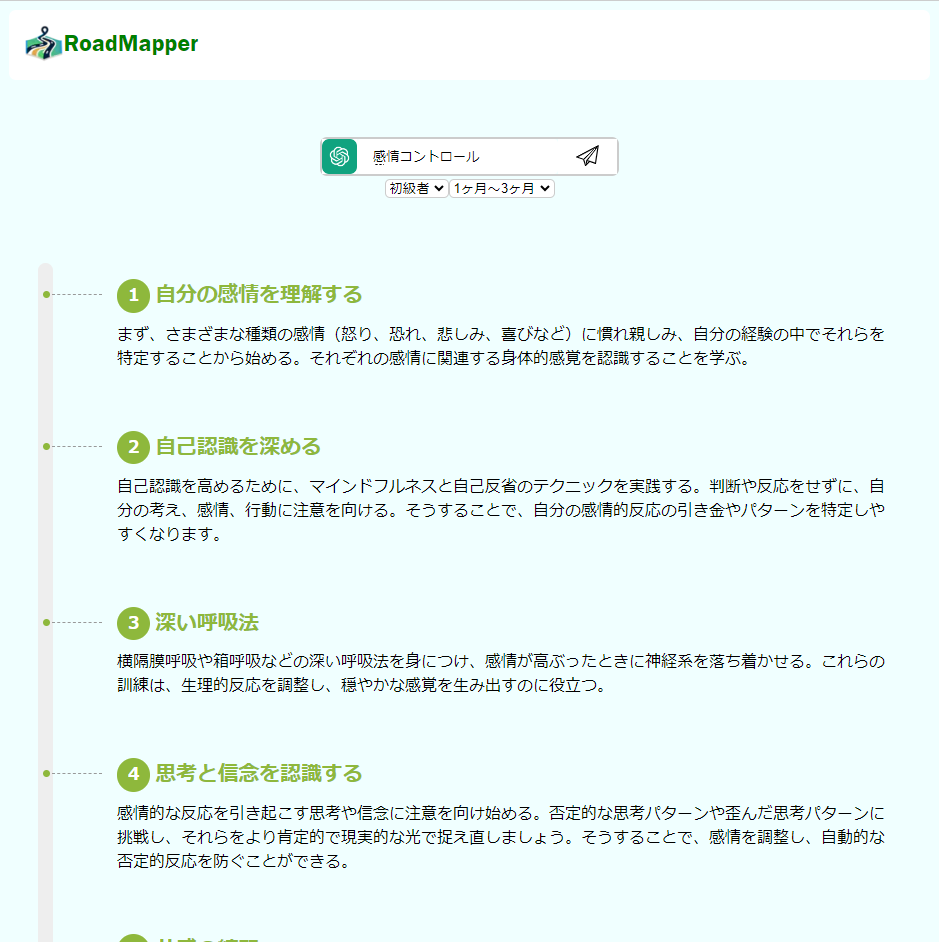 RoadMapper
感情コントロール
初級者 1ヶ月～3ヶ月
1 自分の感情を理解する
まず、さまざまな種類の感情（怒り、恐れ、悲しみ、喜びなど）に慣れ親しみ、自分の経験の中でそれらを
特定することから始める。それぞれの感情に関連する身体的感覚を認識することを学ぶ。
2 自己認識を深める
自己認識を高めるために、マインドフルネスと自己反省のテクニックを実践する。判断や反応をせずに、自
分の考え、感情、行動に注意を向ける。そうすることで、自分の感情的反応の引き金やパターンを特定しや
すくなります。
3 深い呼吸法
横隔膜呼吸や箱呼吸などの深い呼吸法を身につけ、感情が高ぶったときに神経系を落ち着かせる。これらの
訓練は、生理的反応を調整し、穏やかな感覚を生み出すのに役立つ。
4 思考と信念を認識する
感情的な反応を引き起こす思考や信念に注意を向け始める。否定的な思考パターンや歪んだ思考パターンに
挑戦し、それらをより肯定的で現実的な光で捉え直しましょう。そうすることで、感情を調整し、自動的な
否定的反応を防ぐことができる。